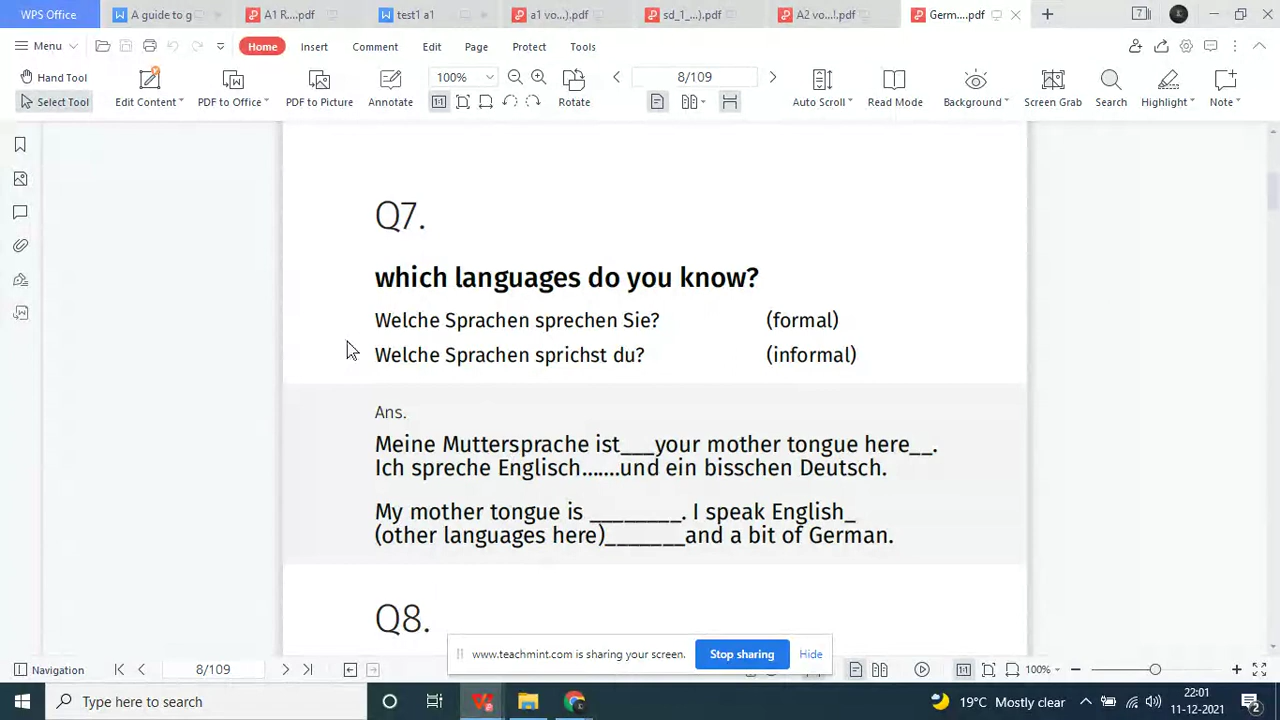 WPS Office
A guide to g
A1 R....pdf
test1 a1
a1 vo...).pdf
sd_1_...).pdf
A2 vo...!.pdf
Germ....pdf
Menu
Home
Insert
Comment
Edit
Page
Protect
Tools
Hand Tool
Select Tool
Edit Content
PDF to Office
PDF to Picture
Annotate
100%
Rotate
8/109
Auto Scroll
Read Mode
Background
Screen Grab
Search
Highlight
Note
Q7.
which languages do you know?
Welche Sprachen sprechen Sie? (formal)
Welche Sprachen sprichst du? (informal)
Ans.
Meine Muttersprache ist___your mother tongue here__.
Ich spreche Englisch.......und ein bisschen Deutsch.
My mother tongue is ________. I speak English_
(other languages here)_______and a bit of German.
Q8.
www.teachmint.com is sharing your screen.
Stop sharing
Hide
Navigation
8/109
100%
Type here to search
19°C Mostly clear
22:01
11-12-2021
2